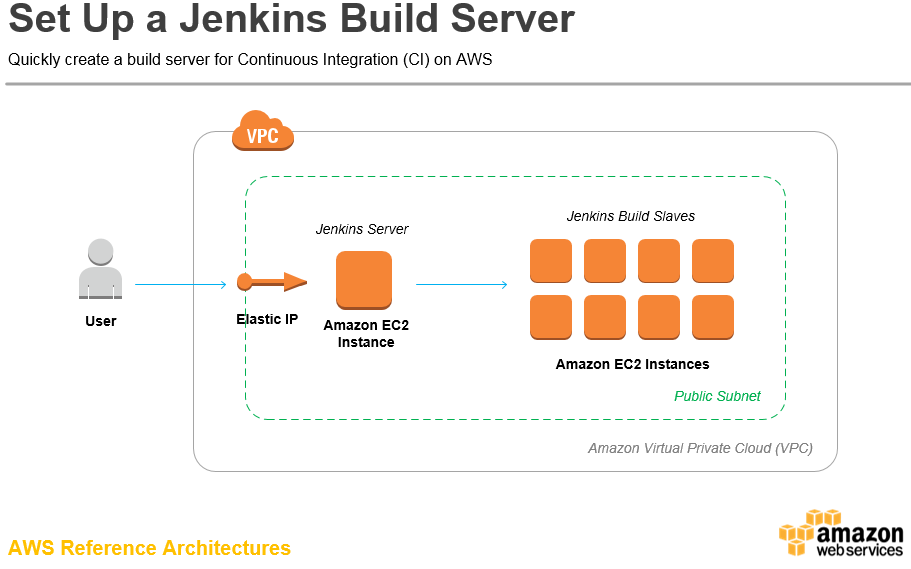 Set Up a Jenkins Build Server
Quickly create a build server for Continuous Integration (CI) on AWS
VPC
Jenkins Server
Jenkins Build Slaves
User
Elastic IP
Amazon EC2
Instance
Amazon EC2 Instances
Public Subnet
Amazon Virtual Private Cloud (VPC)
AWS Reference Architectures
amazon
webservices